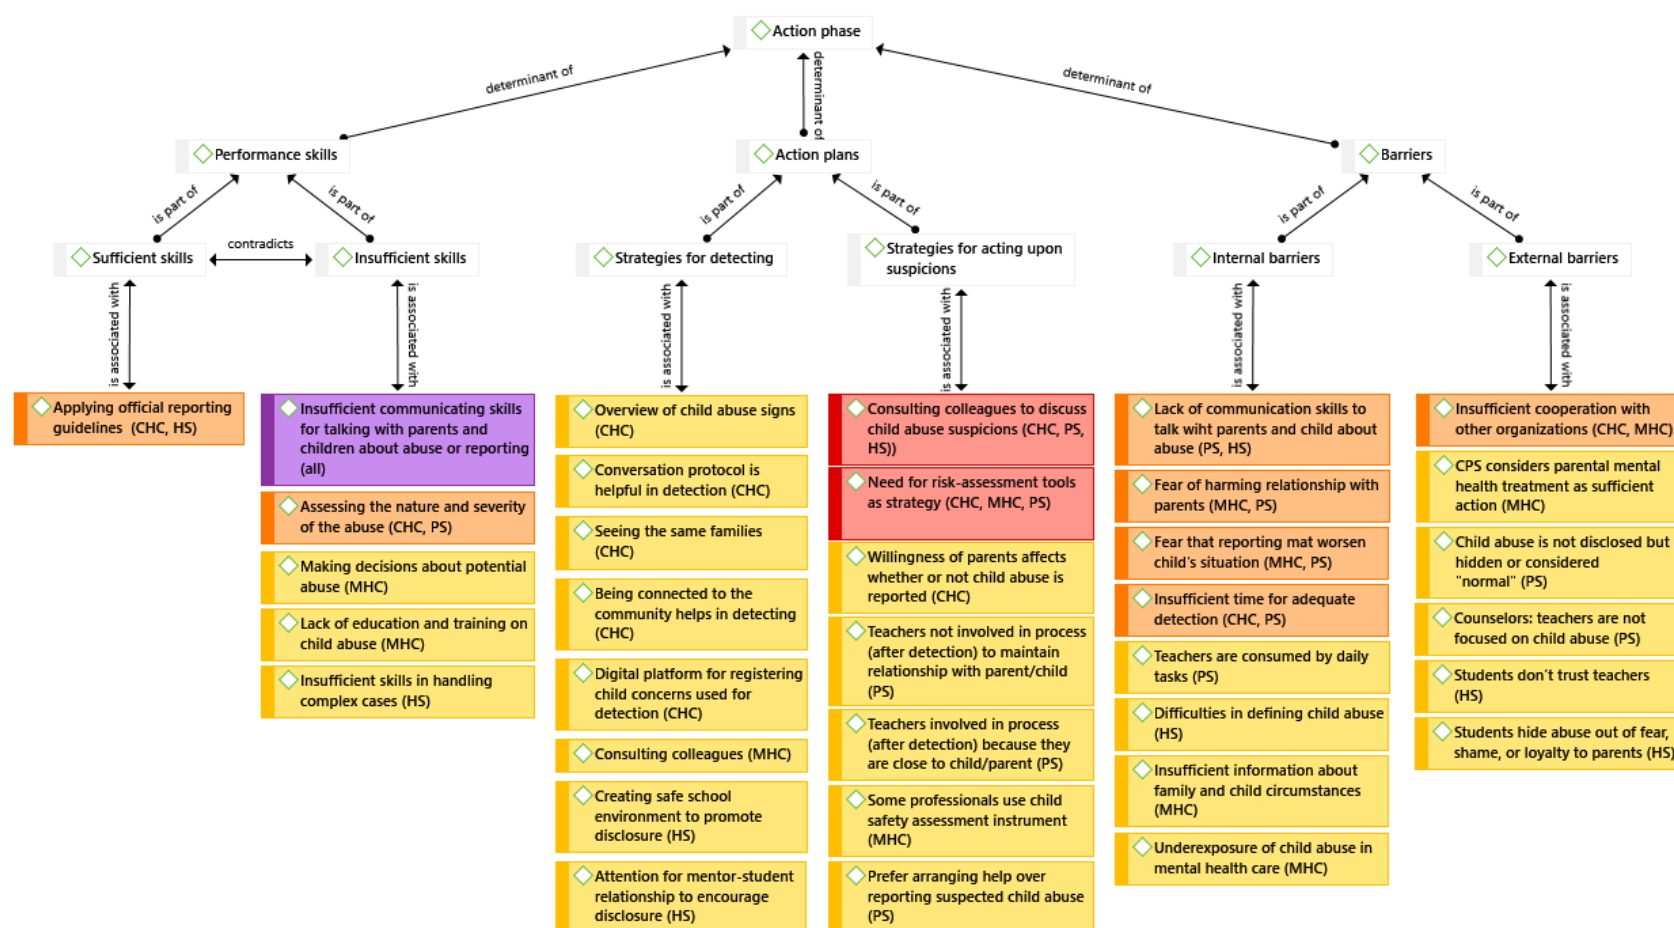 Action phase
determinant of
determinant of
determinant of
Performance skills
Action plans
Barriers
is part of
is part of
is part of
is part of
is part of
is part of
Sufficient skills
contradicts
Insufficient skills
Strategies for detecting
Strategies for acting upon
suspicions
Internal barriers
External barriers
is associated with
is associated with
is associated with
is associated with
is associated with
is associated with
Applying official reporting
guidelines (CHC, HS)
Insufficient communicating skills
for talking with parents and
children about abuse or reporting
(all)
Assessing the nature and severity
of the abuse (CHC, PS)
Making decisions about potential
abuse (MHC)
Lack of education and training on
child abuse (MHC)
Insufficient skills in handling
complex cases (HS)
Overview of child abuse signs
(CHC)
Conversation protocol is
helpful in detection (CHC)
Seeing the same families
(CHC)
Being connected to the
community helps in detecting
(CHC)
Digital platform for registering
child concerns used for
detection (CHC)
Consulting colleagues (MHC)
Creating safe school
environment to promote
disclosure (HS)
Attention for mentor-student
relationship to encourage
disclosure (HS)
Consulting colleagues to discuss
child abuse suspicions (CHC, PS,
HS))
Need for risk-assessment tools
as strategy (CHC, MHC, PS)
Willingness of parents affects
whether or not child abuse is
reported (CHC)
Teachers not involved in process
(after detection) to maintain
relationship with parent/child
(PS)
Teachers involved in process
(after detection) because they
are close to child/parent (PS)
Some professionals use child
safety assessment instrument
(MHC)
Prefer arranging help over
reporting suspected child abuse
(PS)
Lack of communication skills to
talk wiht parents and child about
abuse (PS, HS)
Fear of harming relationship with
parents (MHC, PS)
Fear that reporting mat worsen
child's situation (MHC, PS)
Insufficient time for adequate
detection (CHC, PS)
Teachers are consumed by daily
tasks (PS)
Difficulties in defining child abuse
(HS)
Insufficient information about
family and child circumstances
(MHC)
Underexposure of child abuse in
mental health care (MHC)
Insufficient cooperation with
other organizations (CHC, MHC)
CPS considers parental mental
health treatment as sufficient
action (MHC)
Child abuse is not disclosed but
hidden or considered
"normal" (PS)
Counselors: teachers are not
focused on child abuse (PS)
Students don't trust teachers
(HS)
Students hide abuse out of fear,
shame, or loyalty to parents (HS)